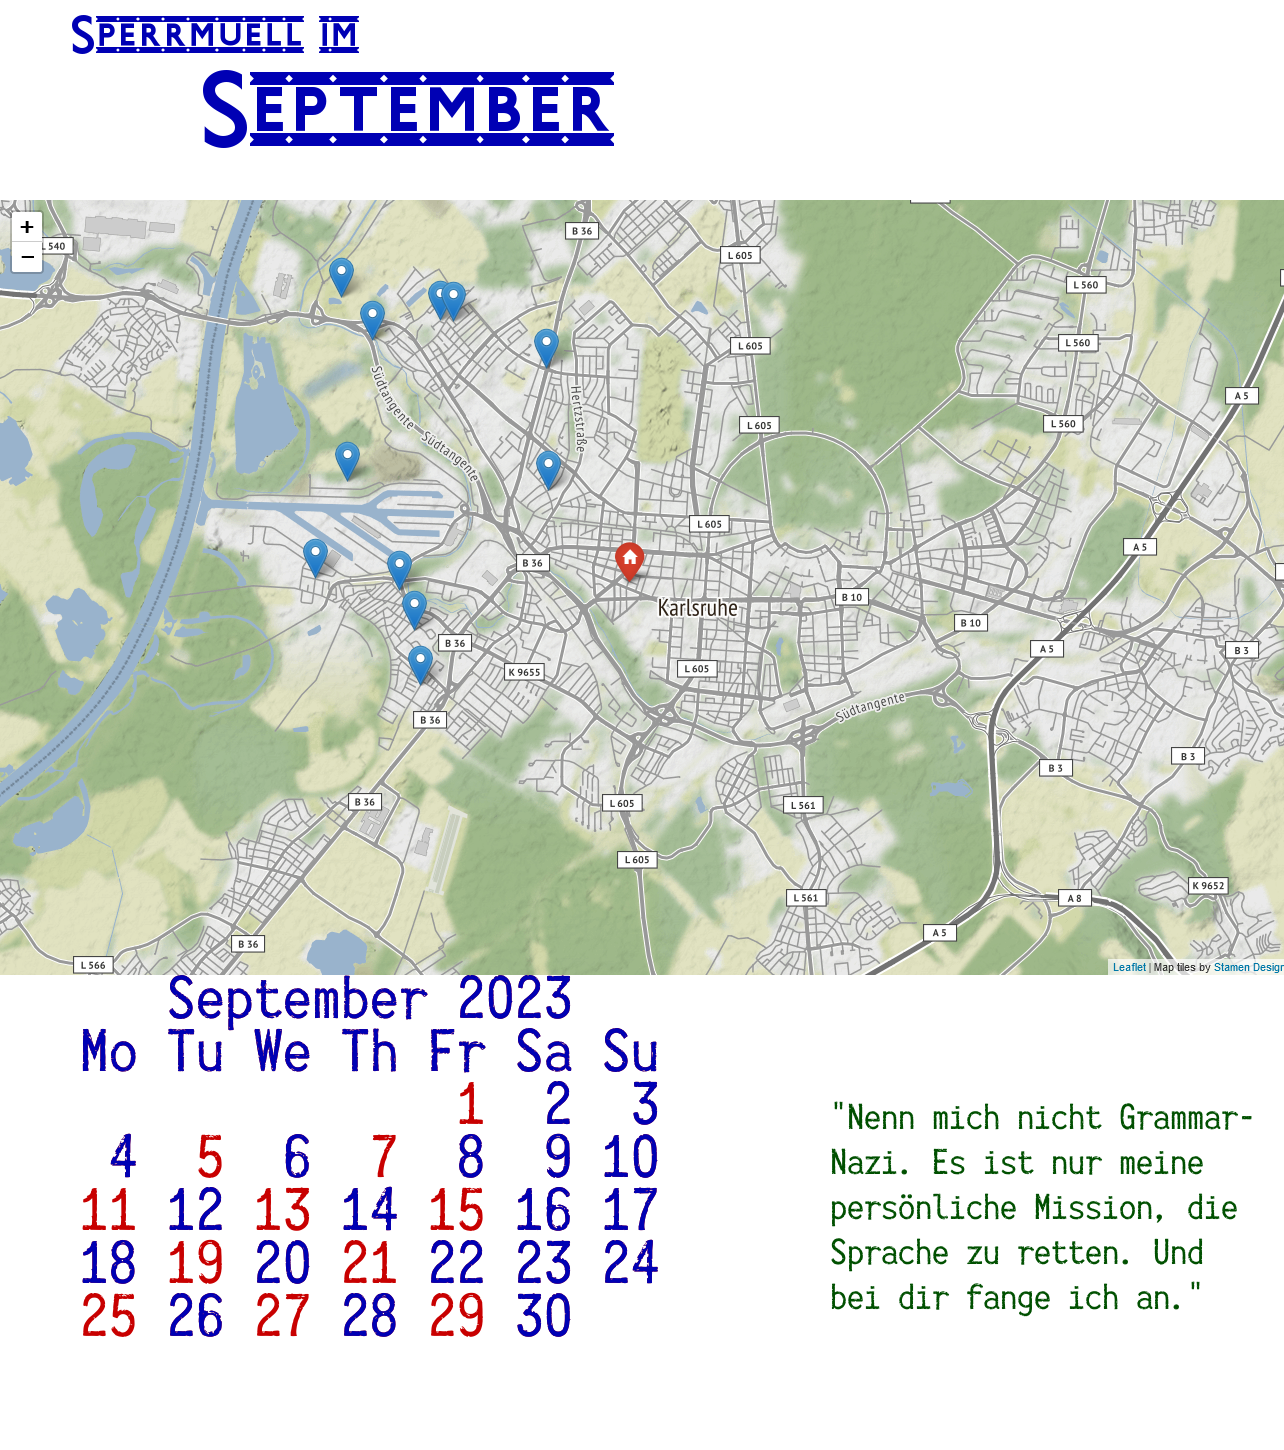 Sperrmuell im
September
+
−
L 540
B 36
L 605
L 560
L 605
L 560
A 5
Hertzstraße
Südtangente
Südtangente
L 605
L 560
L 605
B 36
A 5
Karlsruhe
B 10
B 10
B 36
K 9655
L 605
A 5
B 3
B 36
Südtangente
B 3
B 3
B 36
L 605
L 561
L 605
K 9652
L 561
A 8
B 36
A 5
L 566
Leaflet | Map tiles by Stamen Design
September 2023
Mo Tu We Th Fr Sa Su
1 2 3
4 5 6 7 8 9 10
11 12 13 14 15 16 17
18 19 20 21 22 23 24
25 26 27 28 29 30
"Nenn mich nicht Grammar-
Nazi. Es ist nur meine
persönliche Mission, die
Sprache zu retten. Und
bei dir fange ich an."